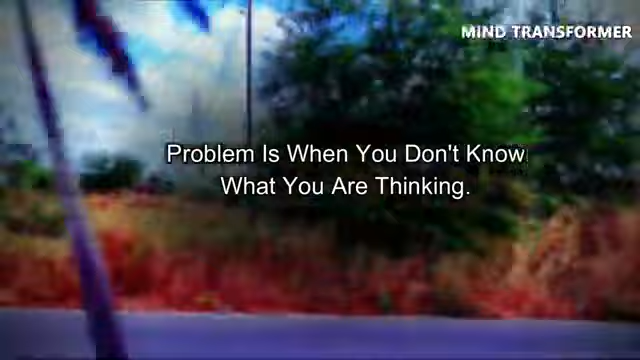 MIND TRANSFORMER
Problem Is When You Don't Know
What You Are Thinking.